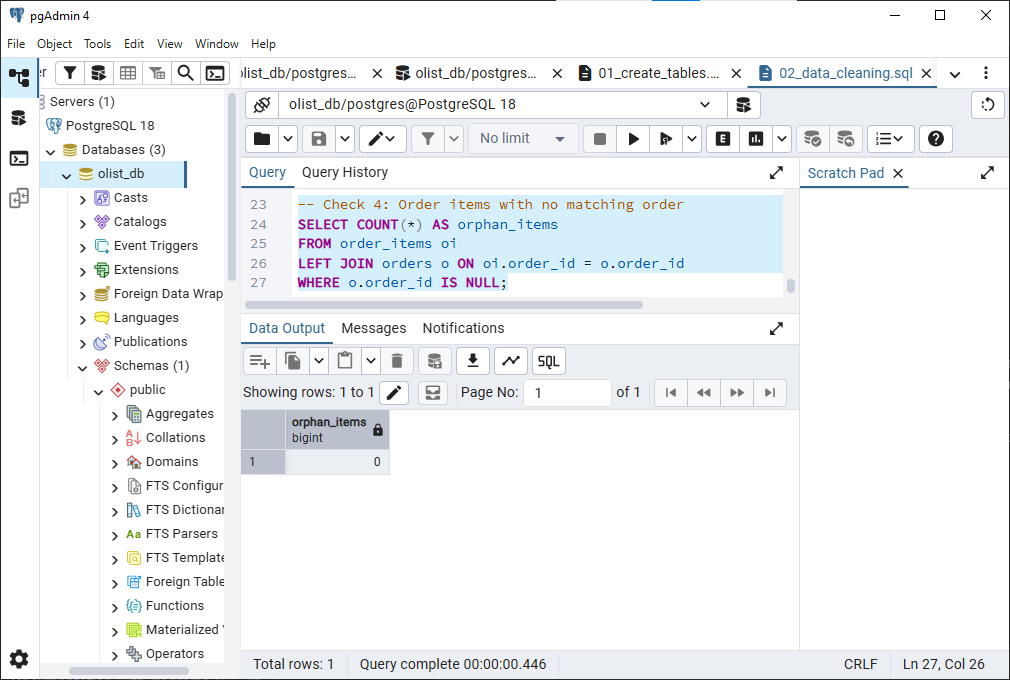 pgAdmin 4
File Object Tools Edit View Window Help
er
olist_db/postgres... olist_db/postgres... 01_create_tables.... 02_data_cleaning.sql
Servers (1)
PostgreSQL 18
Databases (3)
olist_db
Casts
Catalogs
Event Triggers
Extensions
Foreign Data Wrap
Languages
Publications
Schemas (1)
public
Aggregates
Collations
Domains
FTS Configur
FTS Dictionar
FTS Parsers
FTS Template
Foreign Table
Functions
Materialized
Operators
olist_db/postgres@PostgreSQL 18
No limit
E
Query Query History
Scratch Pad
23 -- Check 4: Order items with no matching order
24 SELECT COUNT(*) AS orphan_items
25 FROM order_items oi
26 LEFT JOIN orders o ON oi.order_id = o.order_id
27 WHERE o.order_id IS NULL;
Data Output Messages Notifications
SQL
Showing rows: 1 to 1 Page No: 1 of 1
orphan_items
bigint
1 0
Total rows: 1 Query complete 00:00:00.446 CRLF Ln 27, Col 26